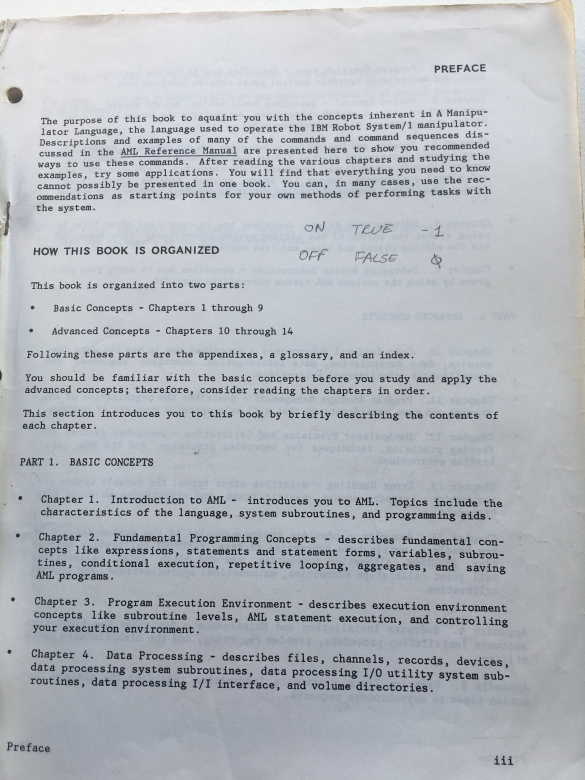 PREFACE
The purpose of this book to aquaint you with the concepts inherent in A Manipu-
lator Language, the language used to operate the IBM Robot System/1 manipulator.
Descriptions and examples of many of the commands and command sequences dis-
cussed in the AML Reference Manual are presented here to show you recommended
ways to use these commands. After reading the various chapters and studying the
examples, try some applications. You will find that everything you need to know
cannot possibly be presented in one book. You can, in many cases, use the rec-
ommendations as starting points for your own methods of performing tasks with
the system.
ON TRUE -1
OFF FALSE 0
HOW THIS BOOK IS ORGANIZED
This book is organized into two parts:
• Basic Concepts - Chapters 1 through 9
• Advanced Concepts - Chapters 10 through 14
Following these parts are the appendixes, a glossary, and an index.
You should be familiar with the basic concepts before you study and apply the
advanced concepts; therefore, consider reading the chapters in order.
This section introduces you to this book by briefly describing the contents of
each chapter.
PART 1. BASIC CONCEPTS
• Chapter 1. Introduction to AML - introduces you to AML. Topics include the
characteristics of the language, system subroutines, and programming aids.
• Chapter 2. Fundamental Programming Concepts - describes fundamental con-
cepts like expressions, statements and statement forms, variables, subrou-
tines, conditional execution, repetitive looping, aggregates, and saving
AML programs.
• Chapter 3. Program Execution Environment - describes execution environment
concepts like subroutine levels, AML statement execution, and controlling
your execution environment.
• Chapter 4. Data Processing - describes files, channels, records, devices,
data processing system subroutines, data processing I/O utility system sub-
routines, data processing I/I interface, and volume directories.
Preface
iii